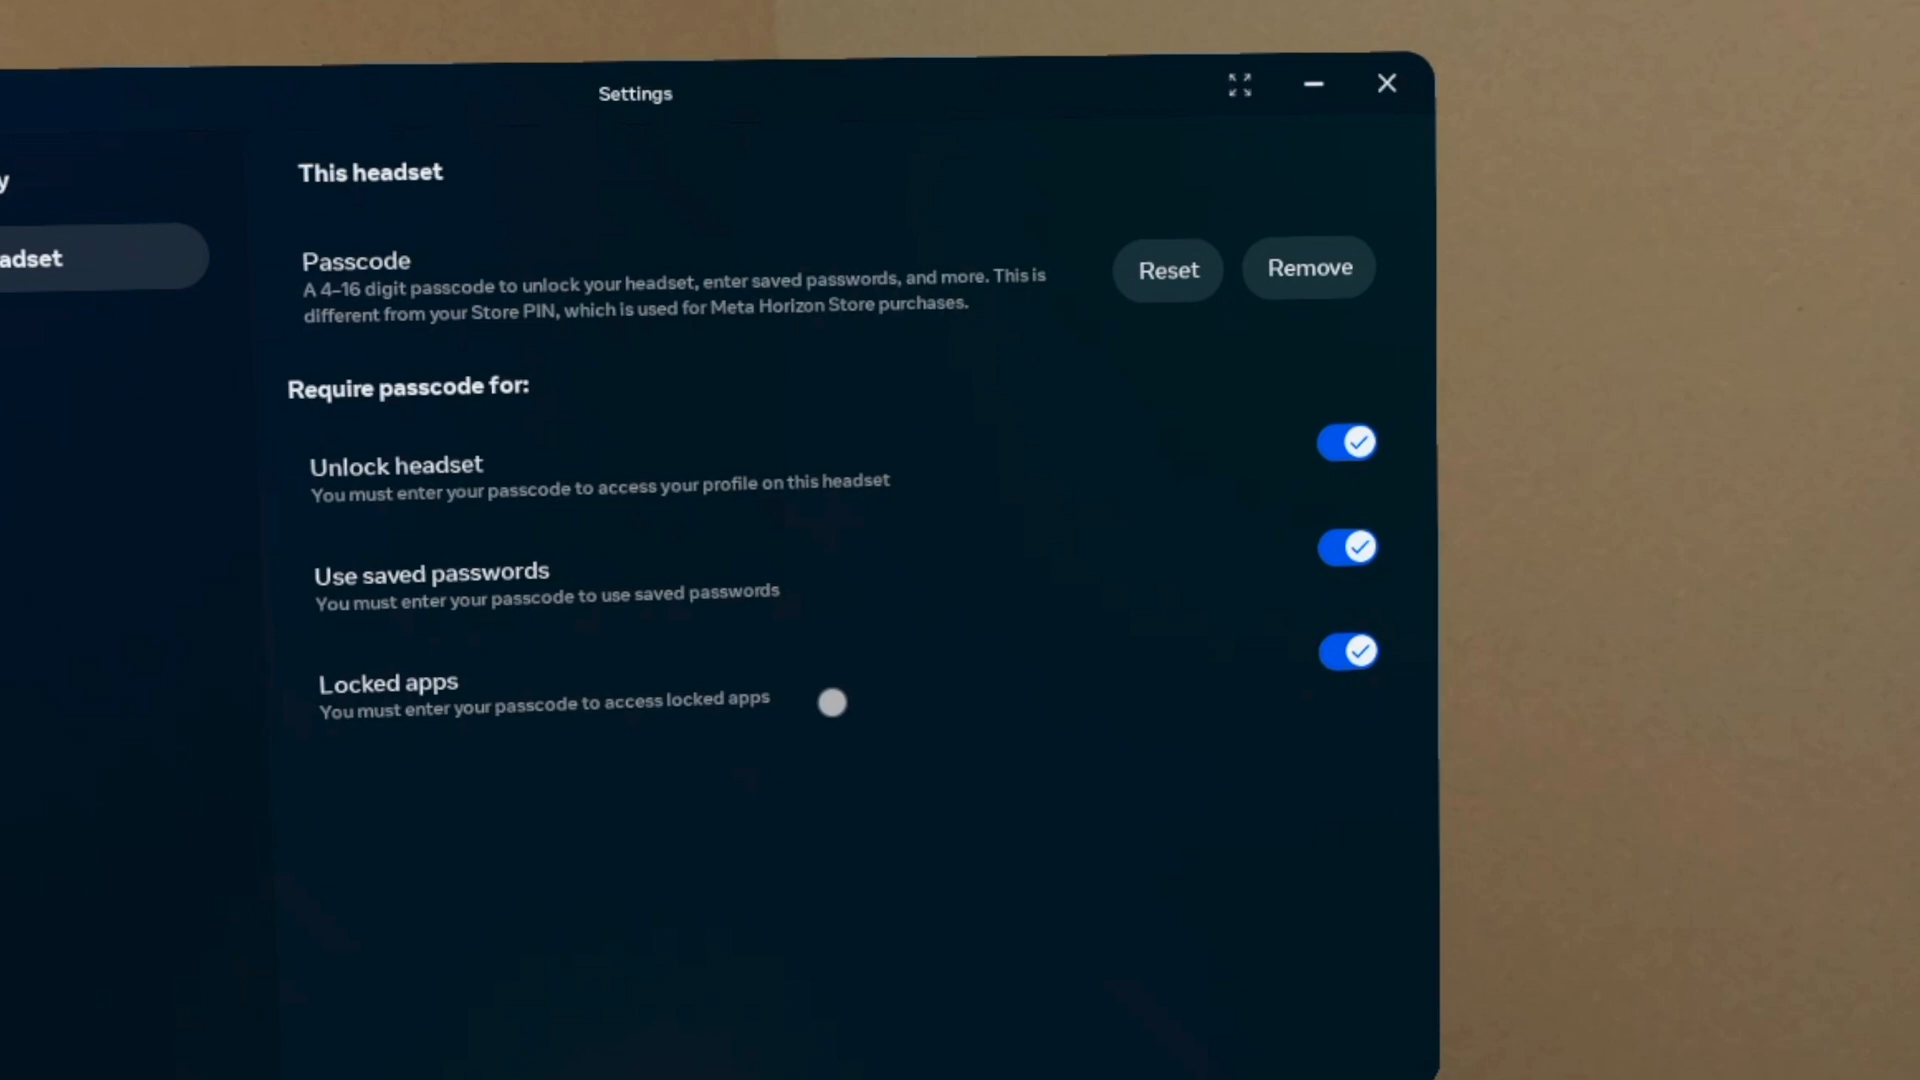 Settings
y
adset
This headset
Passcode
A 4–16 digit passcode to unlock your headset, enter saved passwords, and more. This is
different from your Store PIN, which is used for Meta Horizon Store purchases.
Reset
Remove
Require passcode for:
Unlock headset
You must enter your passcode to access your profile on this headset
Use saved passwords
You must enter your passcode to use saved passwords
Locked apps
You must enter your passcode to access locked apps